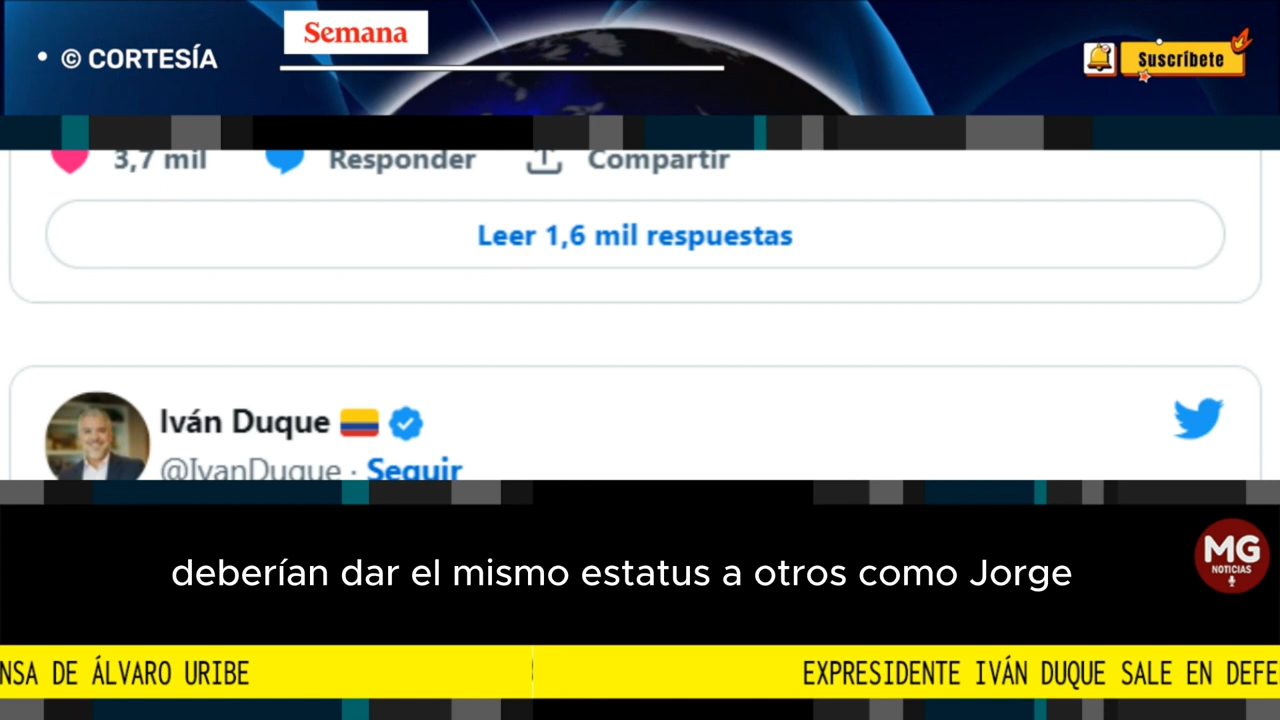 Semana
• © CORTESÍA
Suscríbete
3,7 mil Responder Compartir
Leer 1,6 mil respuestas
Iván Duque
@IvanDuque · Seguir
deberían dar el mismo estatus a otros como Jorge
MG
NOTICIAS
NSA DE ÁLVARO URIBE EXPRESIDENTE IVÁN DUQUE SALE EN DEFE